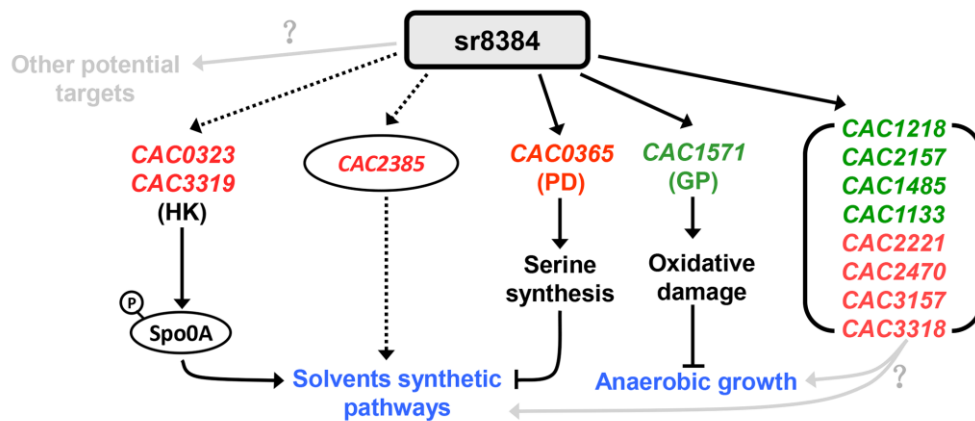 sr8384
?
Other potential
targets
CAC0323
CAC3319
(HK)
CAC2385
CAC0365
(PD)
CAC1571
(GP)
CAC1218
CAC2157
CAC1485
CAC1133
CAC2221
CAC2470
CAC3157
CAC3318
Serine
synthesis
Oxidative
damage
P
Spo0A
Solvents synthetic
pathways
Anaerobic growth
?